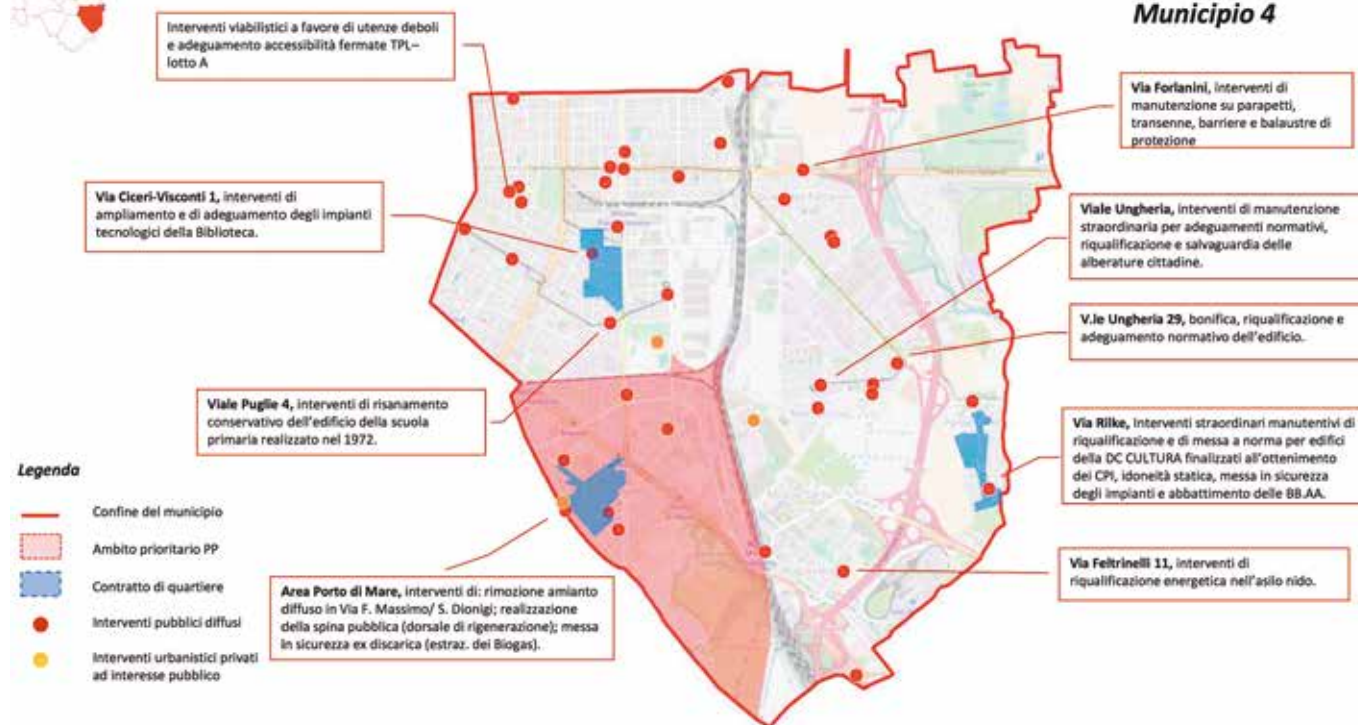 Municipio 4
Interventi viabilistici a favore di utenze deboli
e adeguamento accessibilità fermate TPL–
lotto A
Via Forlanini, interventi di
manutenzione su parapetti,
transenne, barriere e balaustre di
protezione
Via Ciceri-Visconti 1, interventi di
ampliamento e di adeguamento degli impianti
tecnologici della Biblioteca.
Viale Ungheria, interventi di manutenzione
straordinaria per adeguamenti normativi,
riqualificazione e salvaguardia delle
alberature cittadine.
V.le Ungheria 29, bonifica, riqualificazione e
adeguamento normativo dell'edificio.
Viale Puglie 4, interventi di risanamento
conservativo dell'edificio della scuola
primaria realizzato nel 1972.
Via Rilke, Interventi straordinari manutentivi di
riqualificazione e di messa a norma per edifici
della DC CULTURA finalizzati all'ottenimento
dei CPI, idoneità statica, messa in sicurezza
degli impianti e abbattimento delle BB.AA.
Via Feltrinelli 11, interventi di
riqualificazione energetica nell'asilo nido.
Area Porto di Mare, interventi di: rimozione amianto
diffuso in Via F. Massimo/ S. Dionigi; realizzazione
della spina pubblica (dorsale di rigenerazione); messa
in sicurezza ex discarica (estraz. dei Biogas).
Legenda
Confine del municipio
Ambito prioritario PP
Contratto di quartiere
Interventi pubblici diffusi
Interventi urbanistici privati
ad interesse pubblico